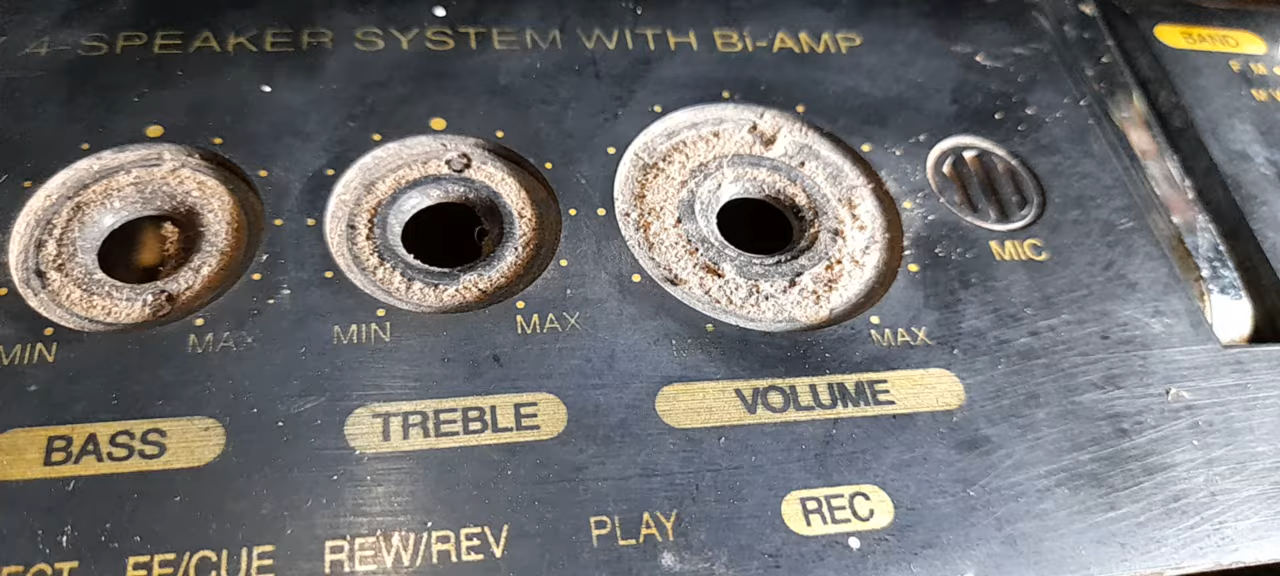 4-SPEAKER SYSTEM WITH Bi-AMP
BAND
MIC
MIN MAX MIN MAX MAX
BASS TREBLE VOLUME
REC
FF/CUE REW/REV PLAY